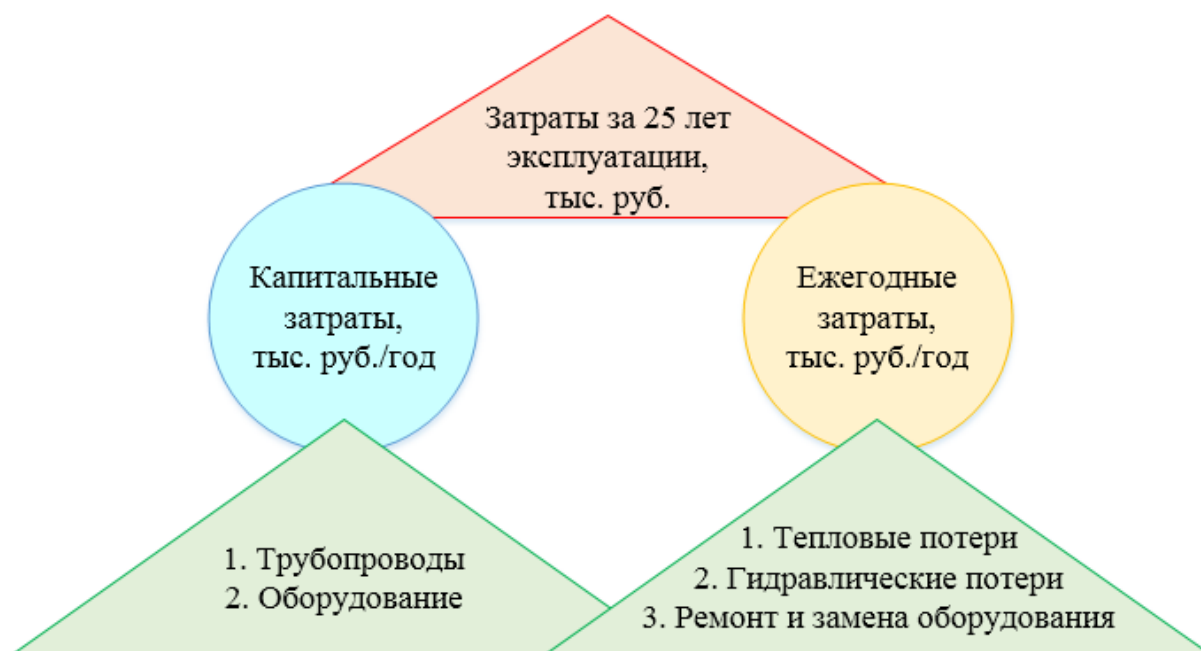 Затраты за 25 лет
эксплуатации,
тыс. руб.
Капитальные
затраты,
тыс. руб./год
Ежегодные
затраты,
тыс. руб./год
1. Трубопроводы
2. Оборудование
1. Тепловые потери
2. Гидравлические потери
3. Ремонт и замена оборудования